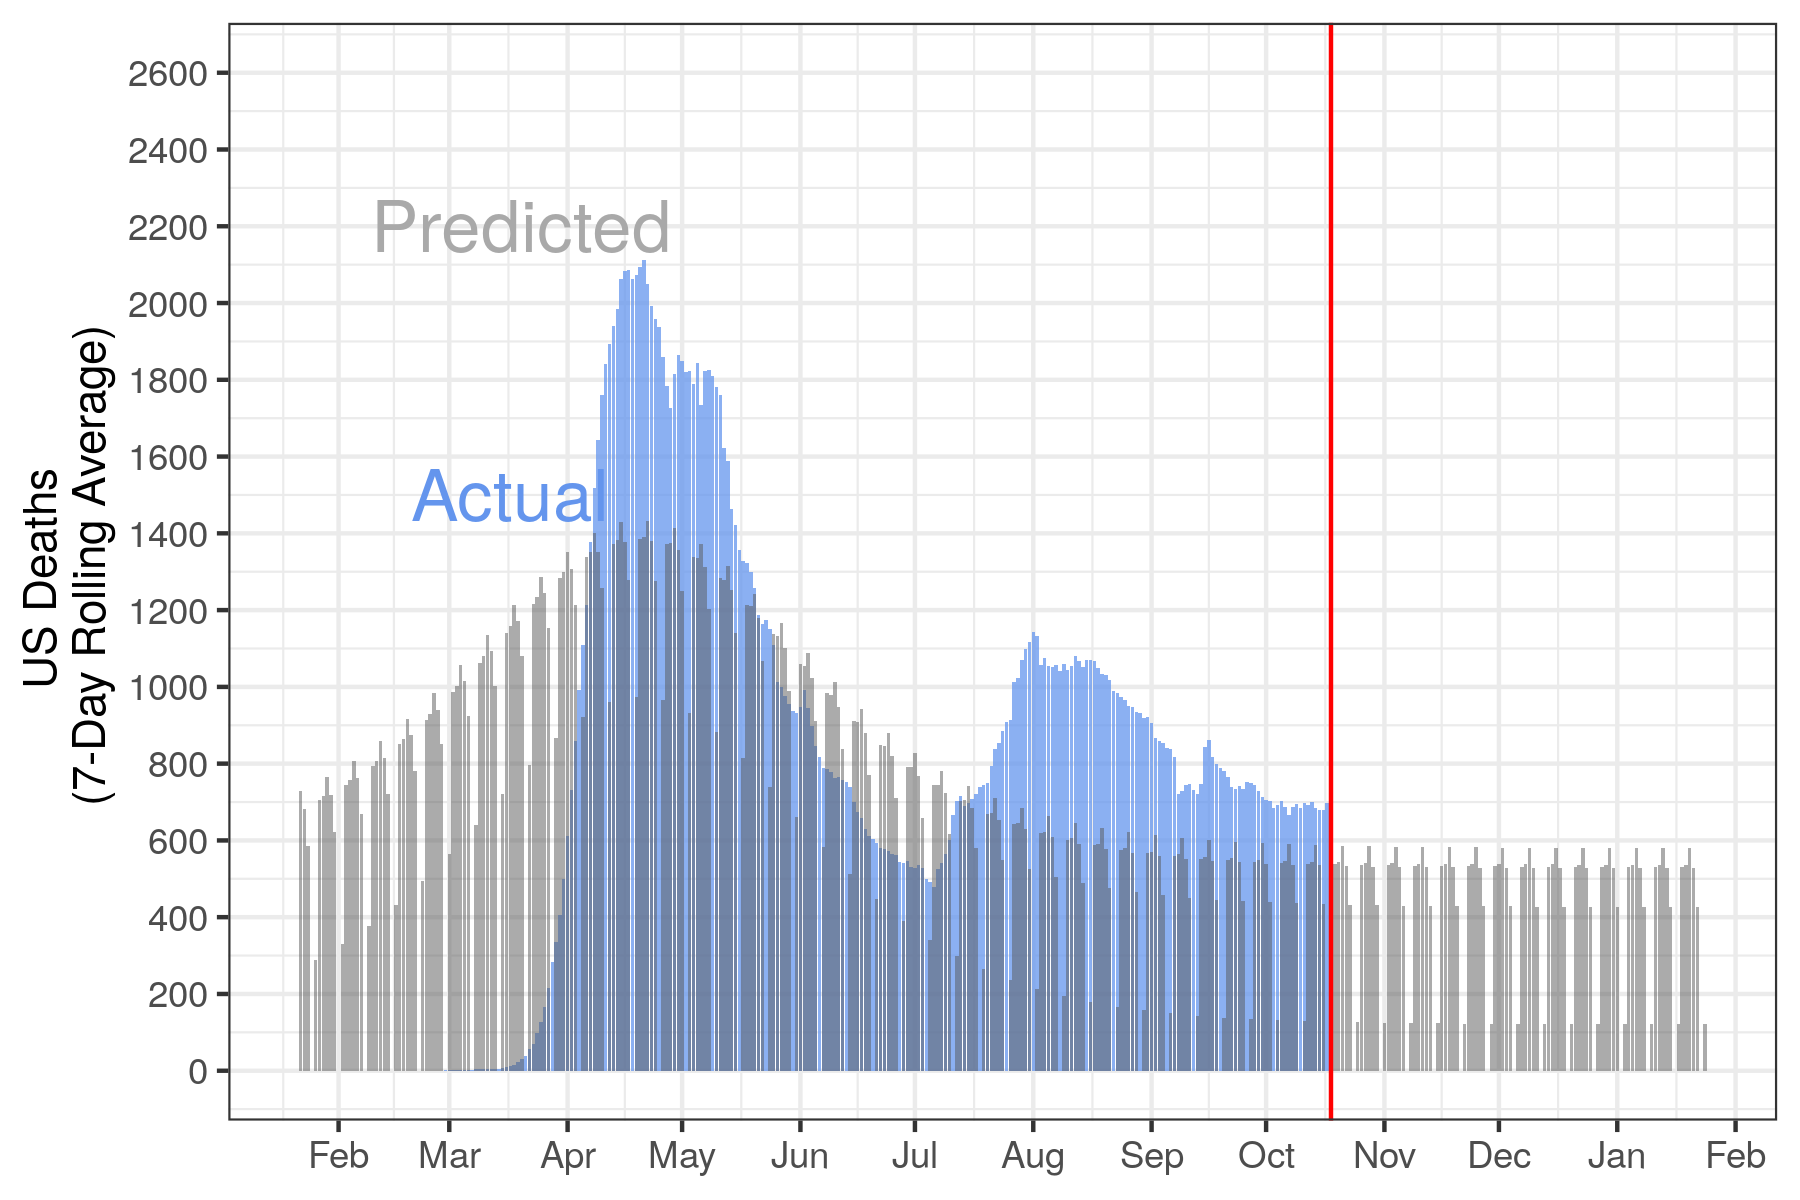 US Deaths
(7-Day Rolling Average)
2600
2400
2200
2000
1800
1600
1400
1200
1000
800
600
400
200
0
Predicted
Actual
Feb Mar Apr May Jun Jul Aug Sep Oct Nov Dec Jan Feb